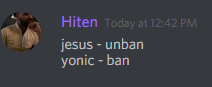 Hiten Today at 12:42 PM
jesus - unban
yonic - ban